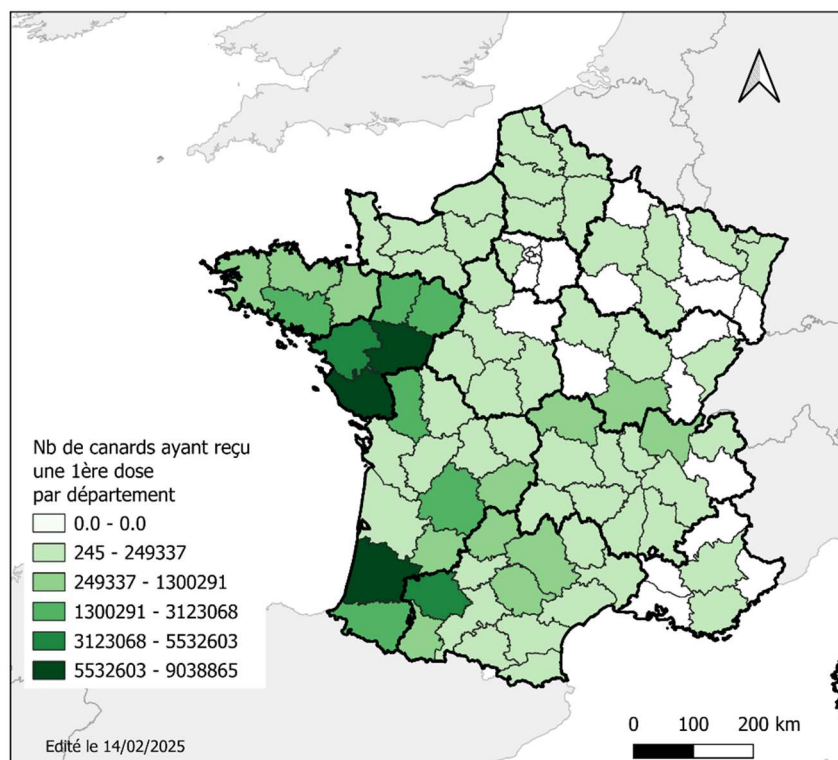 Nb de canards ayant reçu
une 1ère dose
par département
0.0 - 0.0
245 - 249337
249337 - 1300291
1300291 - 3123068
3123068 - 5532603
5532603 - 9038865
Edité le 14/02/2025
0 100 200 km